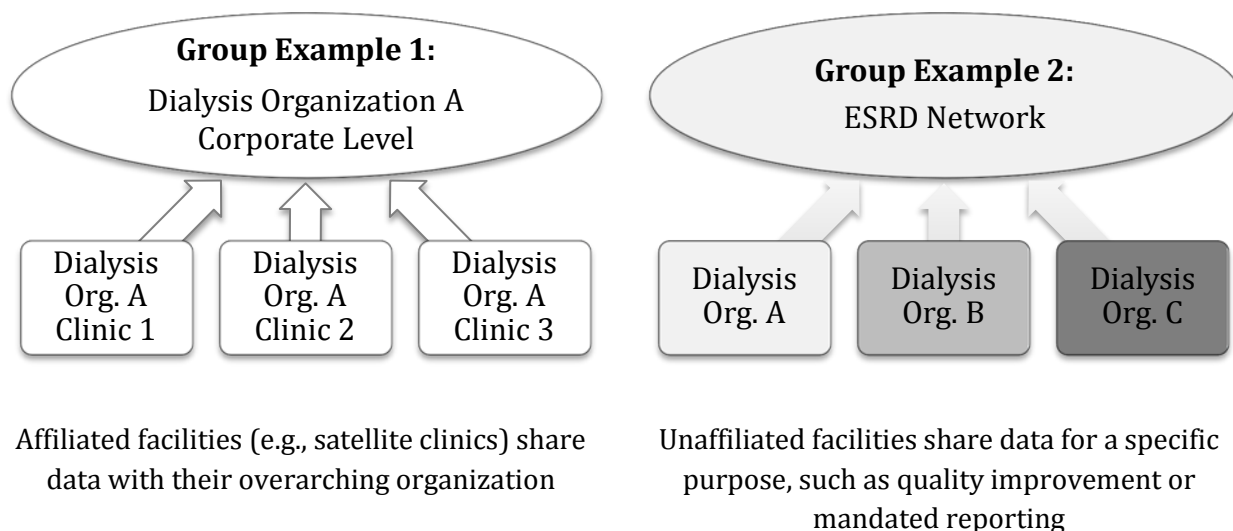 Group Example 1:
Dialysis Organization A
Corporate Level
Dialysis
Org. A
Clinic 1
Dialysis
Org. A
Clinic 2
Dialysis
Org. A
Clinic 3
Affiliated facilities (e.g., satellite clinics) share
data with their overarching organization
Group Example 2:
ESRD Network
Dialysis
Org. A
Dialysis
Org. B
Dialysis
Org. C
Unaffiliated facilities share data for a specific
purpose, such as quality improvement or
mandated reporting